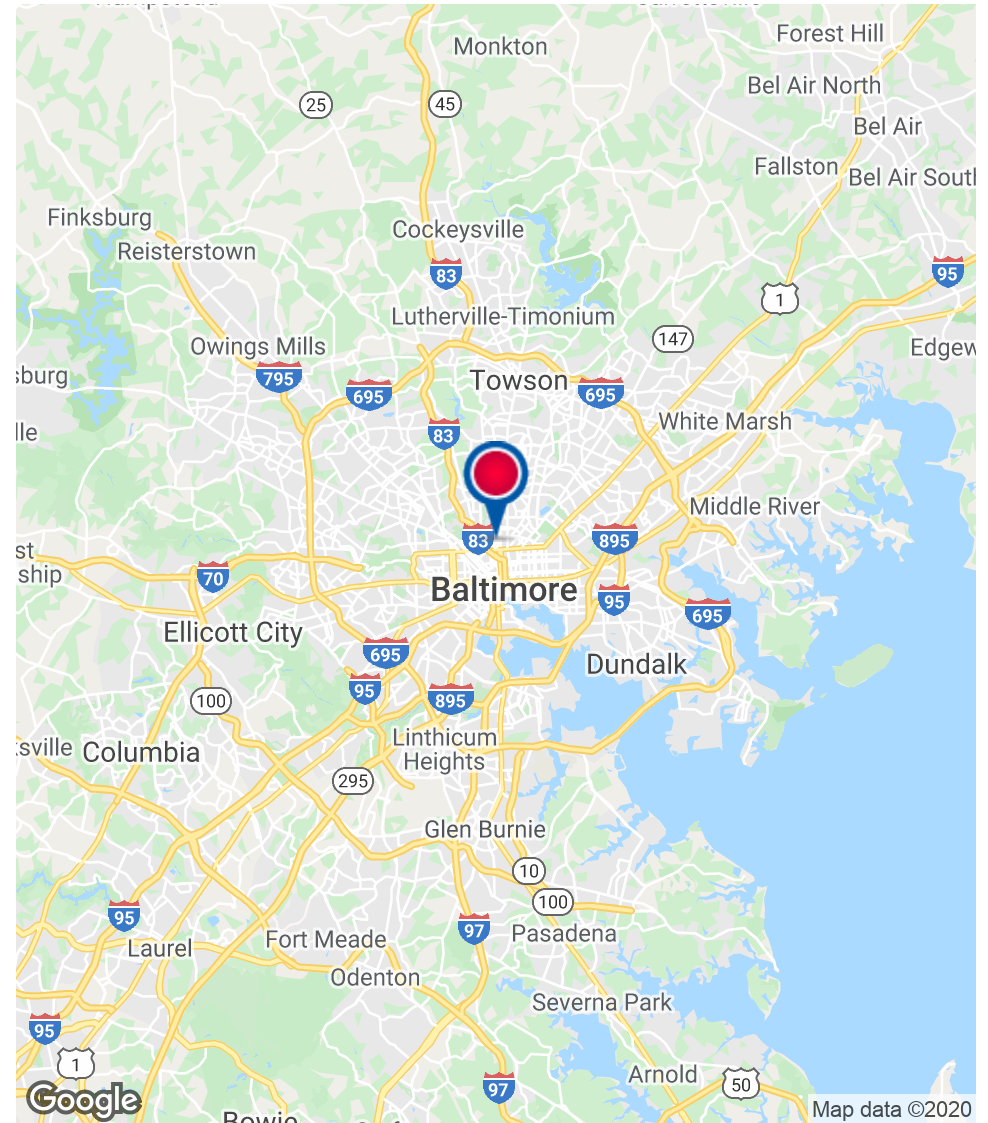 Monkton
Forest Hill
Bel Air North
25
45
Bel Air
Fallston
Bel Air South
Finksburg
Cockeysville
Reisterstown
83
95
1
Lutherville-Timonium
147
Owings Mills
Edgew
sburg
795
695
Towson
695
White Marsh
lle
83
Middle River
83
895
st
ship
70
Baltimore
95
695
Ellicott City
695
Dundalk
95
895
100
Linthicum
Heights
ksville
Columbia
295
Glen Burnie
10
100
95
97
Pasadena
Laurel
Fort Meade
Odenton
Severna Park
95
1
Arnold
50
97
Google
Map data ©2020
Bowie